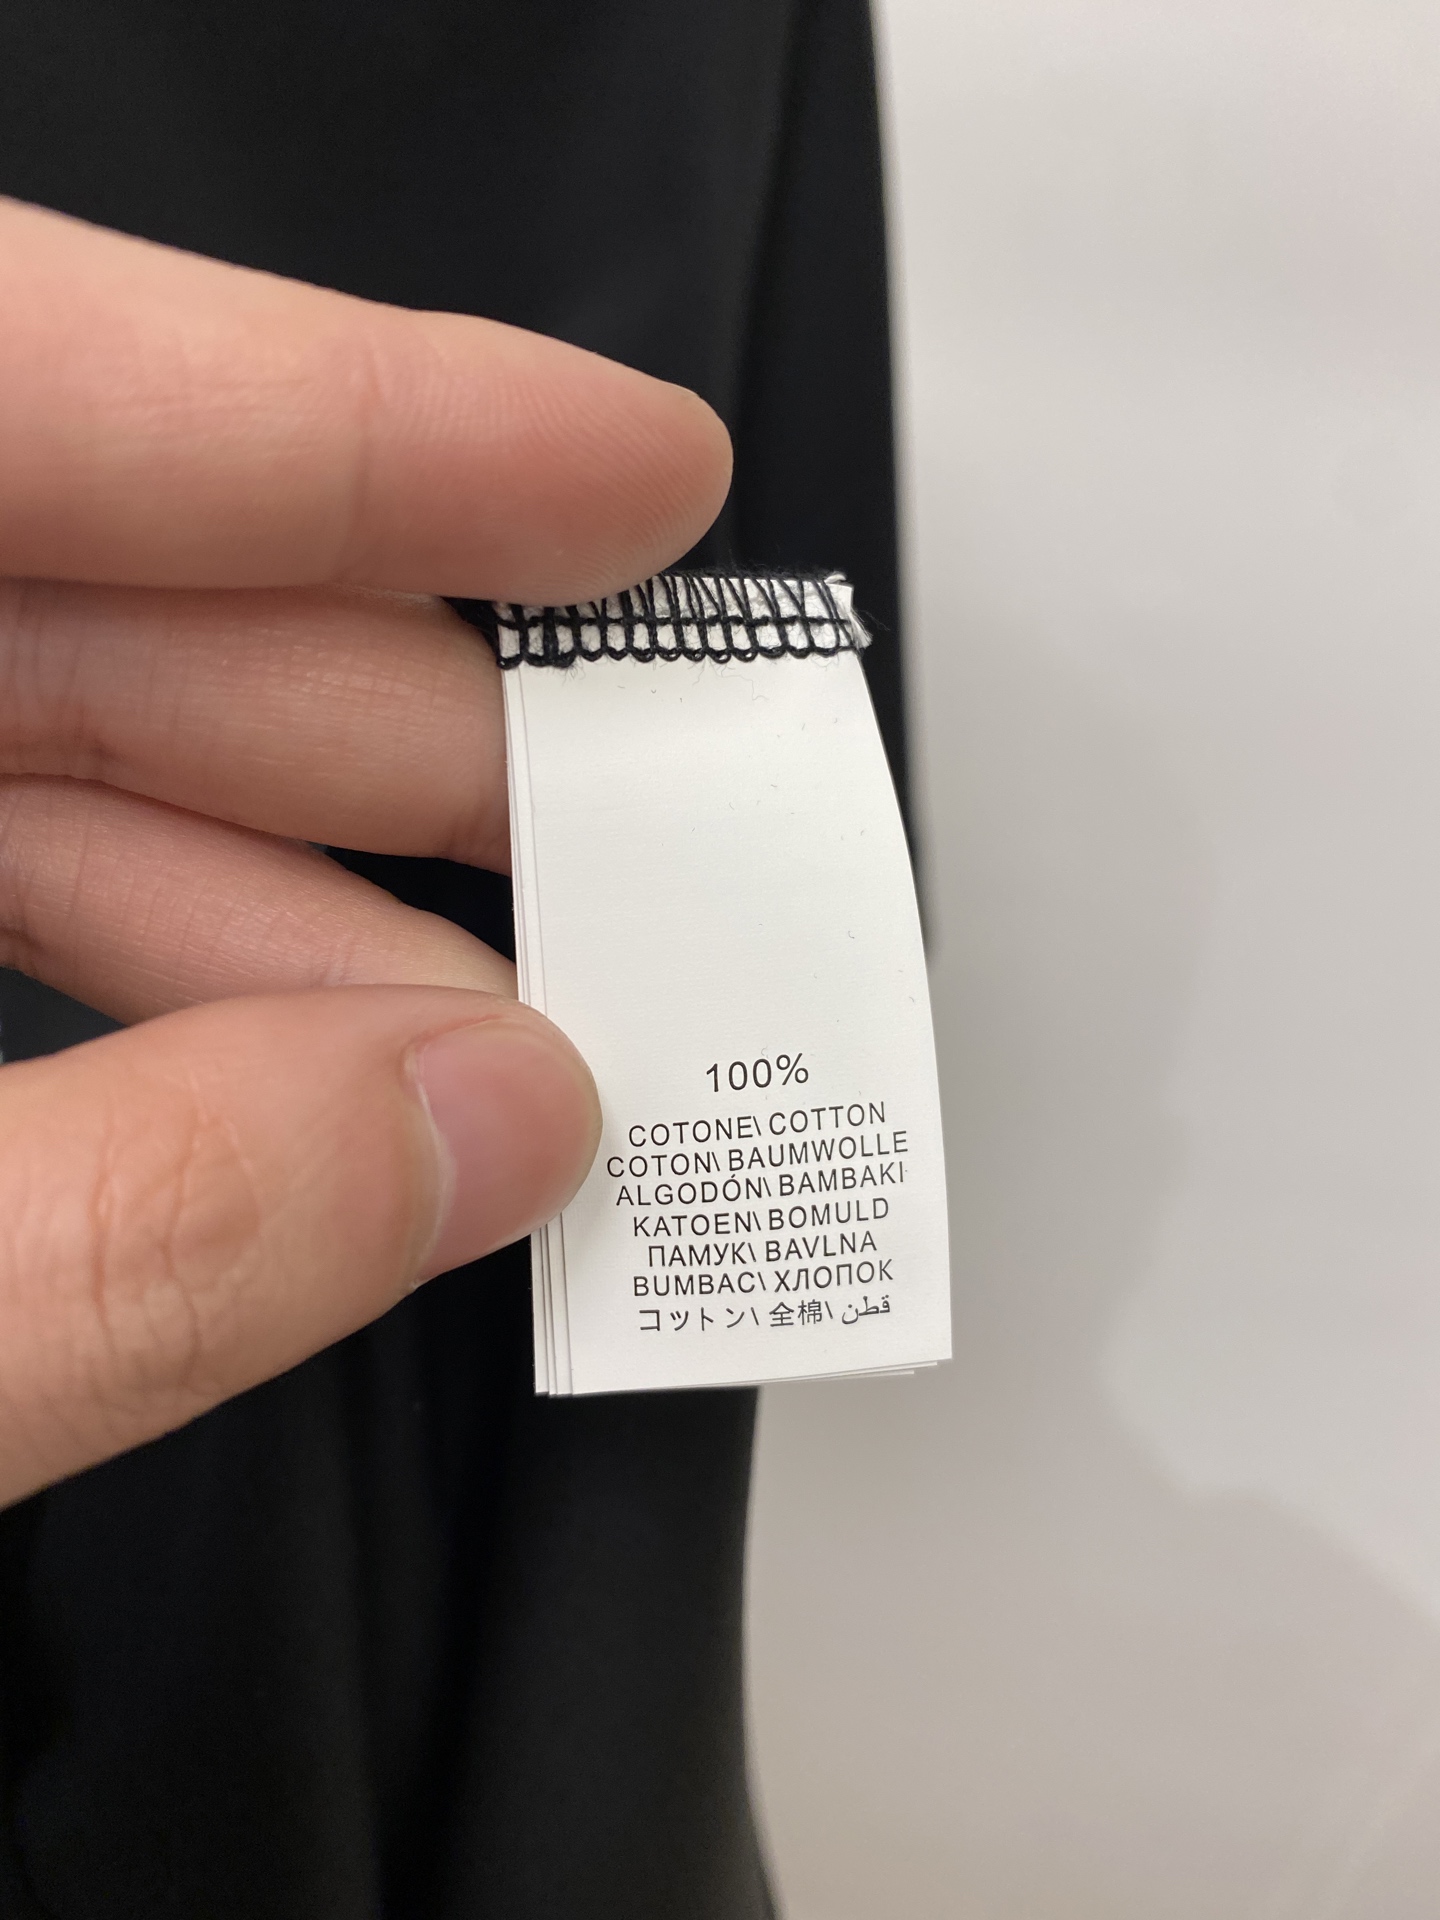 100%
COTONE\ COTTON
COTON\ BAUMWOLLE
ALGODÓN\ BAMBAKI
KATOEN\ BOMULD
ПАМУК\ BAVLNA
BUMBAC\ ХЛОПОК
コットン\ 全棉\ قطن